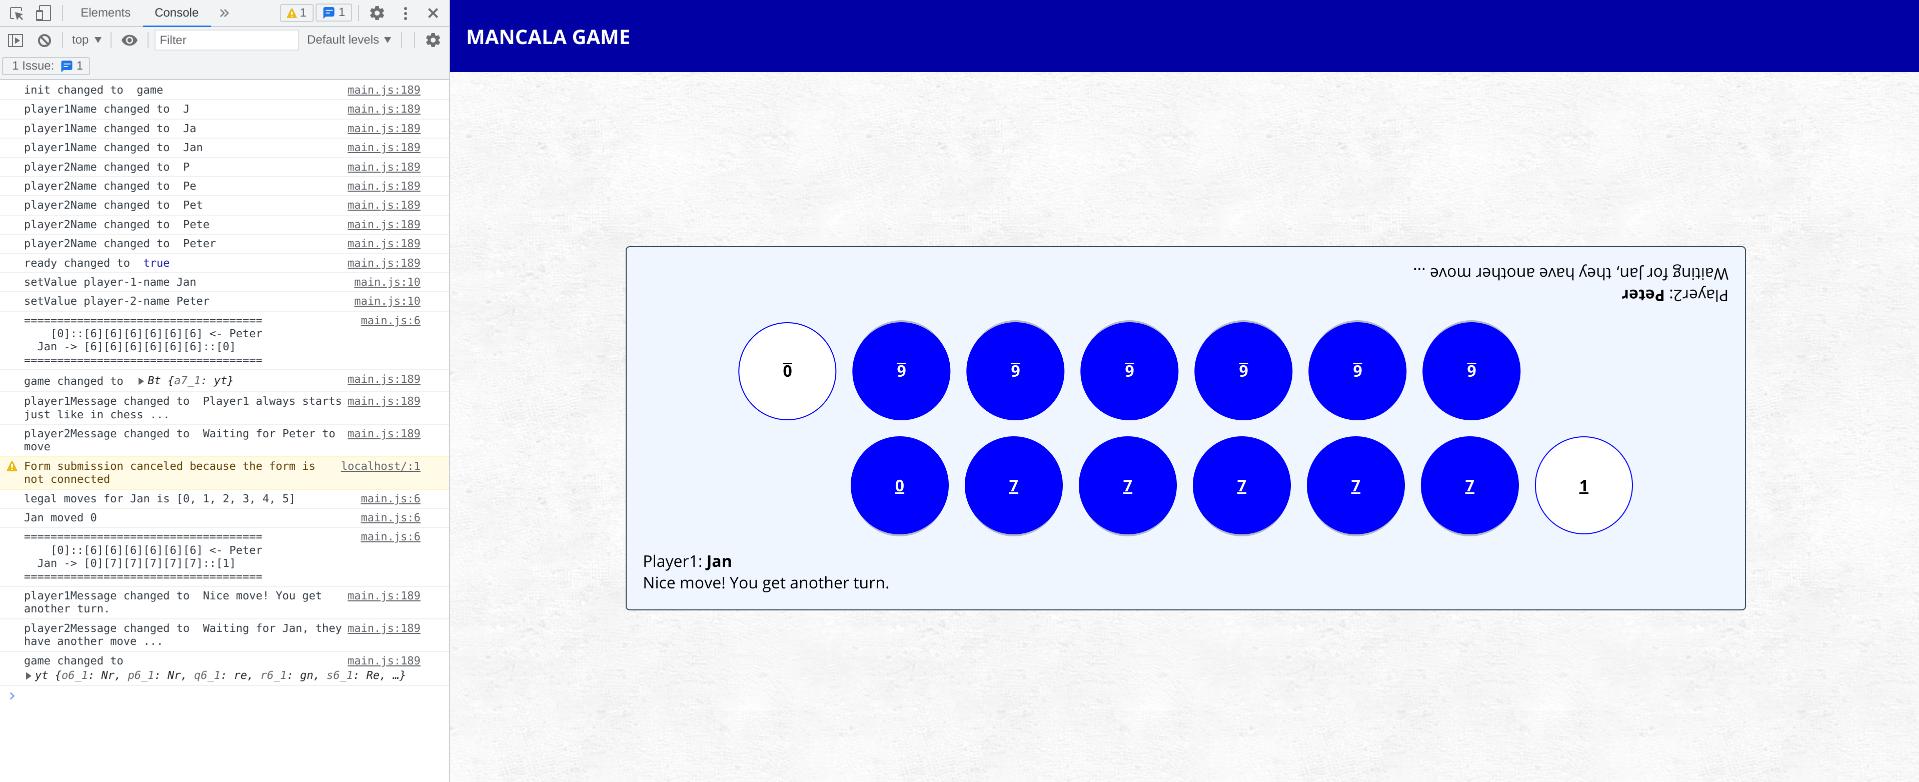 Elements Console » 1 1
top ▼ Filter Default levels ▼
1 Issue: 1
init changed to game main.js:189
player1Name changed to J main.js:189
player1Name changed to Ja main.js:189
player1Name changed to Jan main.js:189
player2Name changed to P main.js:189
player2Name changed to Pe main.js:189
player2Name changed to Pet main.js:189
player2Name changed to Pete main.js:189
player2Name changed to Peter main.js:189
ready changed to true main.js:189
setValue player-1-name Jan main.js:10
setValue player-2-name Peter main.js:10
=================================== main.js:6
[0]::[6][6][6][6][6][6] <- Peter
Jan -> [6][6][6][6][6][6]::[0]
===================================
game changed to ▶Bt {a7_1: yt} main.js:189
player1Message changed to Player1 always starts main.js:189
just like in chess ...
player2Message changed to Waiting for Peter to main.js:189
move
Form submission canceled because the form is localhost/:1
not connected
legal moves for Jan is [0, 1, 2, 3, 4, 5] main.js:6
Jan moved 0 main.js:6
=================================== main.js:6
[0]::[6][6][6][6][6][6] <- Peter
Jan -> [0][7][7][7][7][7]::[1]
===================================
player1Message changed to Nice move! You get main.js:189
another turn.
player2Message changed to Waiting for Jan, they main.js:189
have another move ...
game changed to main.js:189
▶yt {o6_1: Nr, p6_1: Nr, q6_1: re, r6_1: gn, s6_1: Re, …}
›
MANCALA GAME
Player2: Peter
Waiting for Jan, they have another move ...
0 6 6 6 6 6 6
0 7 7 7 7 7 1
Player1: Jan
Nice move! You get another turn.